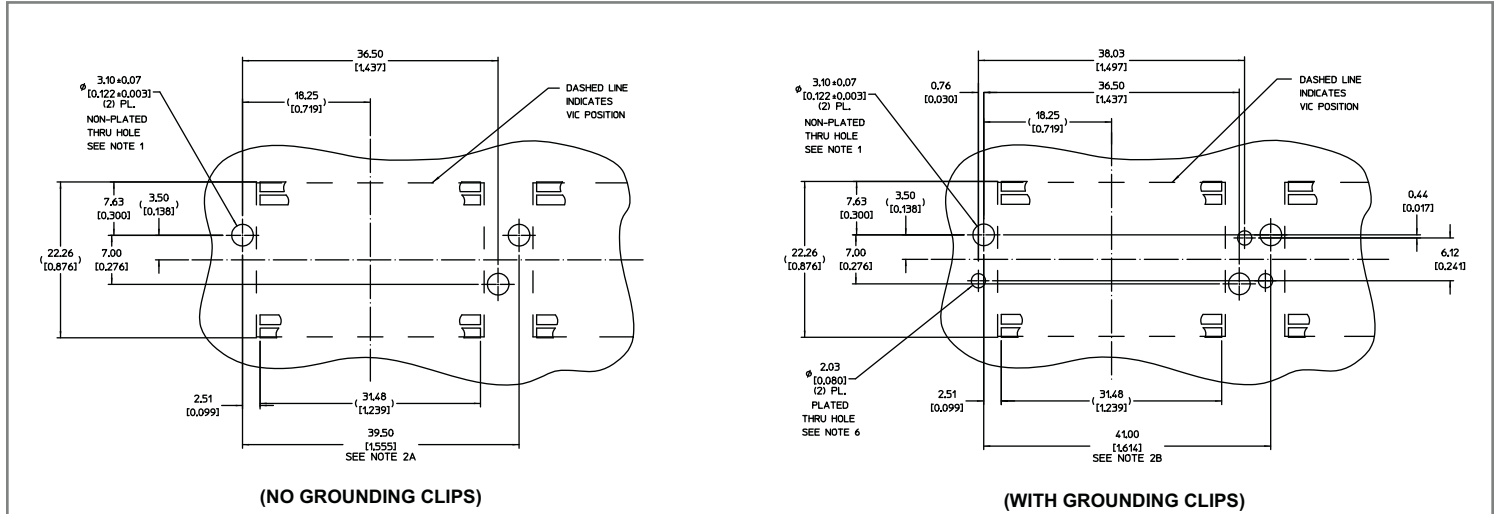 36.50
[1.437]
⌀ 3.10±0.07
[0.122±0.003]
(2) PL.
NON-PLATED
THRU HOLE
SEE NOTE 1
(18.25
[0.719])
DASHED LINE
INDICATES
VIC POSITION
7.63
[0.300]
(3.50
[0.138])
(22.26
[0.876])
7.00
[0.276]
2.51
[0.099]
(31.48
[1.239])
39.50
[1.555]
SEE NOTE 2A
(NO GROUNDING CLIPS)
38.03
[1.497]
⌀ 3.10±0.07
[0.122±0.003]
(2) PL.
NON-PLATED
THRU HOLE
SEE NOTE 1
0.76
[0.030]
36.50
[1.437]
(18.25
[0.719])
DASHED LINE
INDICATES
VIC POSITION
7.63
[0.300]
(3.50
[0.138])
0.44
[0.017]
(22.26
[0.876])
7.00
[0.276]
6.12
[0.241]
⌀ 2.03
[0.080]
(2) PL.
PLATED
THRU HOLE
SEE NOTE 6
2.51
[0.099]
(31.48
[1.239])
41.00
[1.614]
SEE NOTE 2B
(WITH GROUNDING CLIPS)